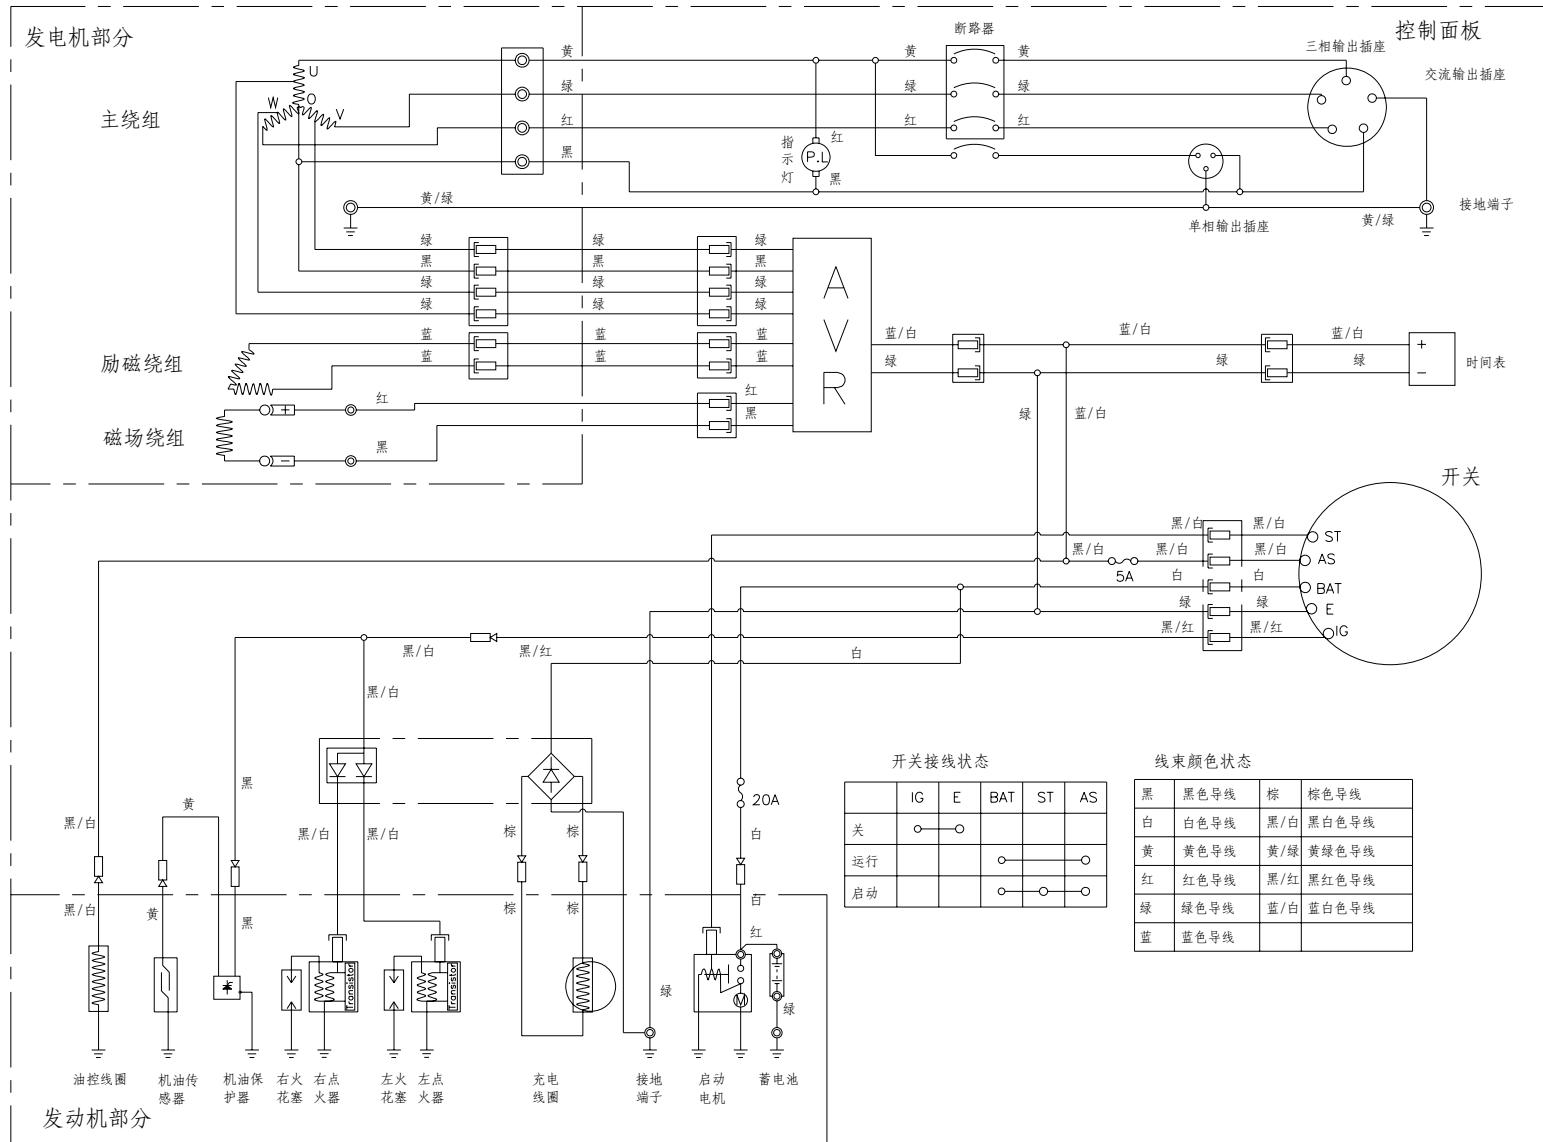 发电机部分
控制面板
断路器
三相输出插座
交流输出插座
黄
黄
黄
U
W
O
V
绿
绿
绿
主绕组
红
红
红
黑
指示灯
P.L
红
黑
黄/绿
单相输出插座
黄/绿
接地端子
绿
绿
绿
黑
黑
黑
绿
绿
绿
绿
绿
绿
AVR
励磁绕组
蓝
蓝
蓝
蓝
蓝
蓝
蓝/白
蓝/白
蓝/白
绿
绿
绿
+
−
时间表
磁场绕组
+
红
红
−
黑
黑
绿
蓝/白
开关
黑/白
黑/白
ST
黑/白
5A
黑/白
黑/白
AS
白
白
BAT
绿
绿
E
黑/红
黑/红
IG
黑/白
黑/红
白
黑/白
黑
黄
黑/白
黑/白
黑/白
棕
棕
20A
白
黑/白
黄
黑
棕
棕
白
红
Transistor
Transistor
M
绿
绿
油控线圈
机油传
感器
机油保
护器
右火
花塞
右点
火器
左火
花塞
左点
火器
充电
线圈
接地
端子
启动
电机
蓄电池
发动机部分
开关接线状态
IG E BAT ST AS
关
运行
启动
线束颜色状态
黑 黑色导线 棕 棕色导线
白 白色导线 黑/白 黑白色导线
黄 黄色导线 黄/绿 黄绿色导线
红 红色导线 黑/红 黑红色导线
绿 绿色导线 蓝/白 蓝白色导线
蓝 蓝色导线